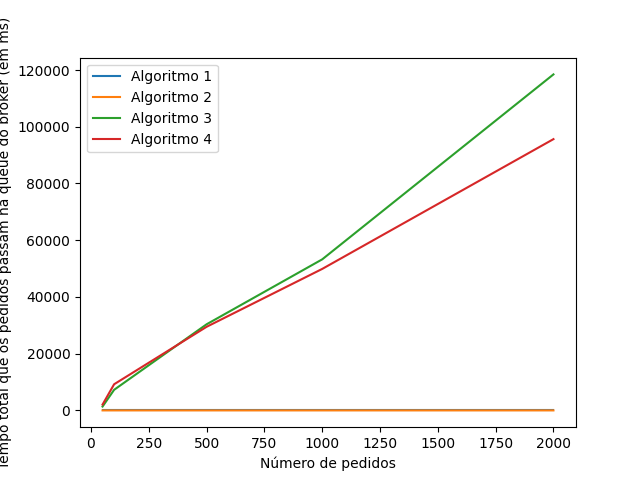 Tempo total que os pedidos passam na queue do broker (em ms)
120000
100000
80000
60000
40000
20000
0
Algoritmo 1
Algoritmo 2
Algoritmo 3
Algoritmo 4
0 250 500 750 1000 1250 1500 1750 2000
Número de pedidos